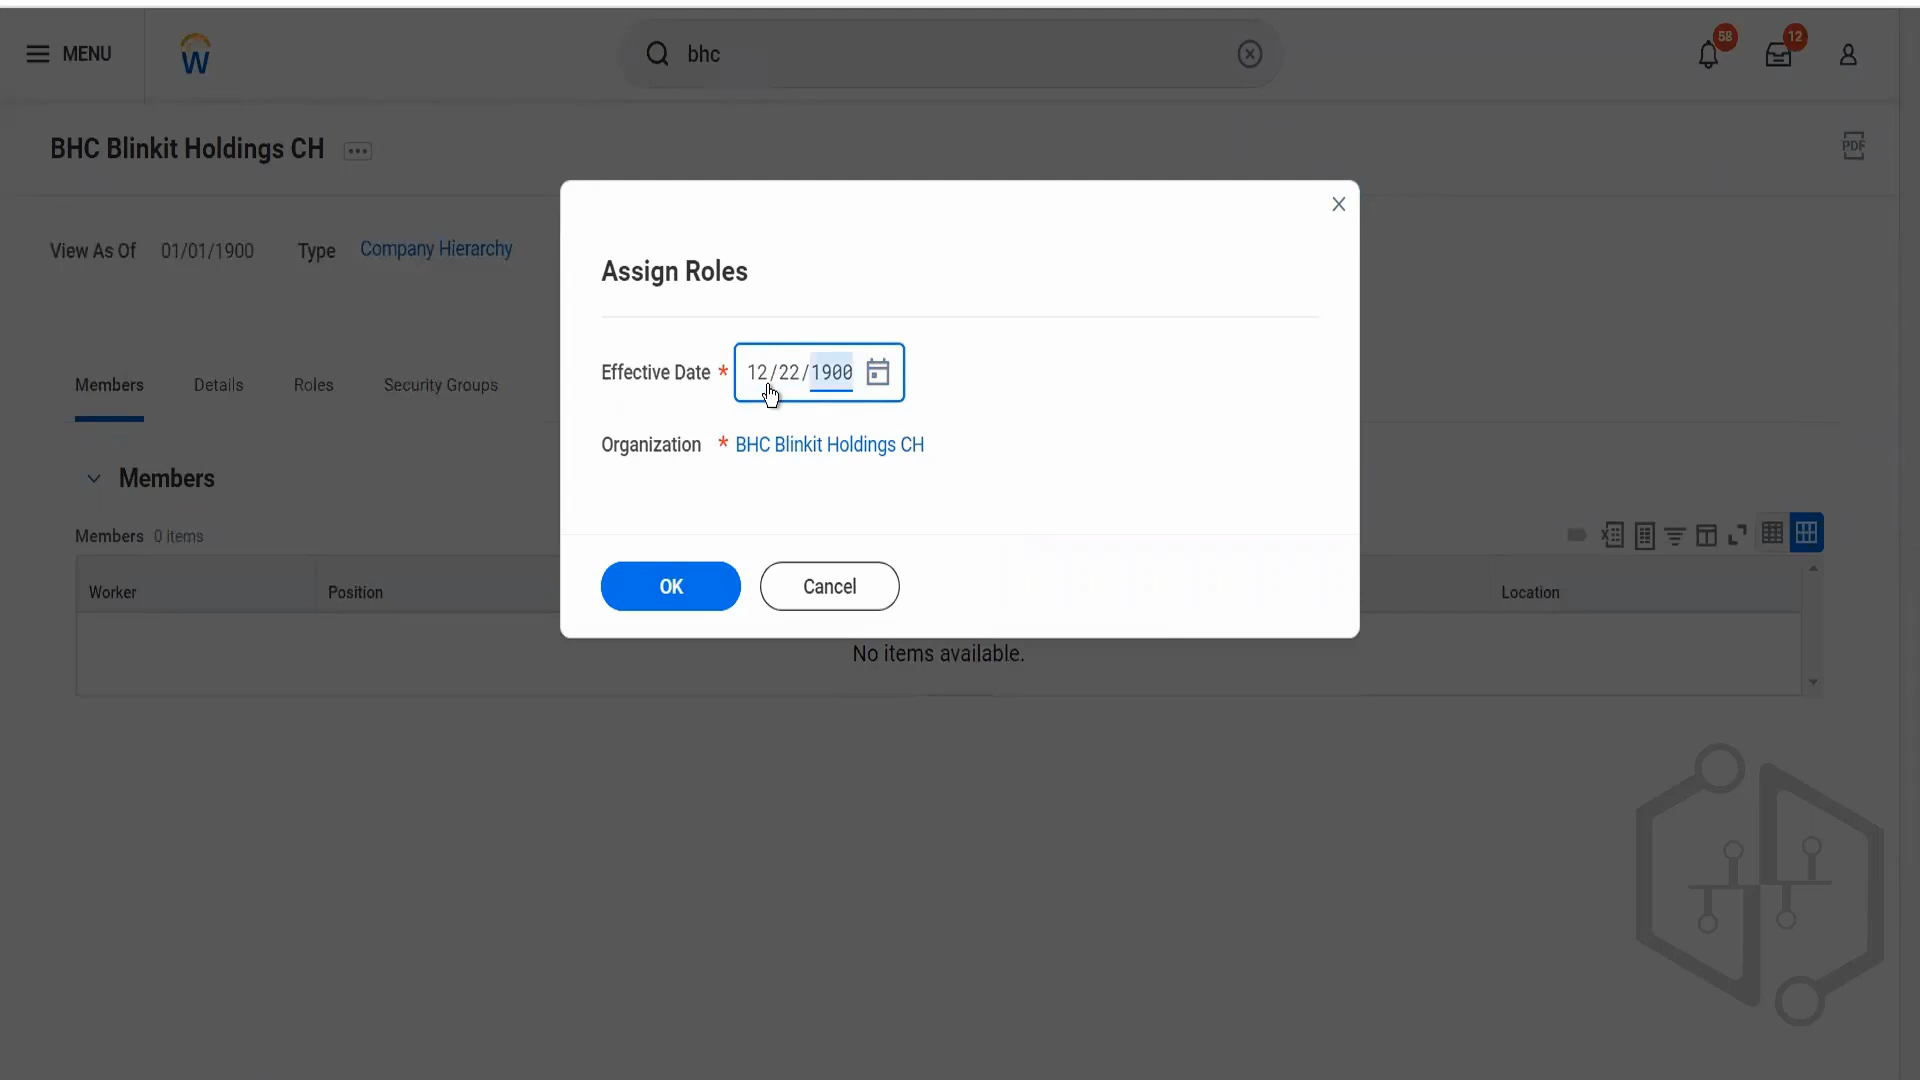 MENU
W
bhc
58
12
BHC Blinkit Holdings CH
PDF
View As Of 01/01/1900 Type Company Hierarchy
Assign Roles
Effective Date * 12/22/1900
Organization * BHC Blinkit Holdings CH
OK Cancel
Members Details Roles Security Groups
Members
Members 0 items
Worker Position Location
No items available.